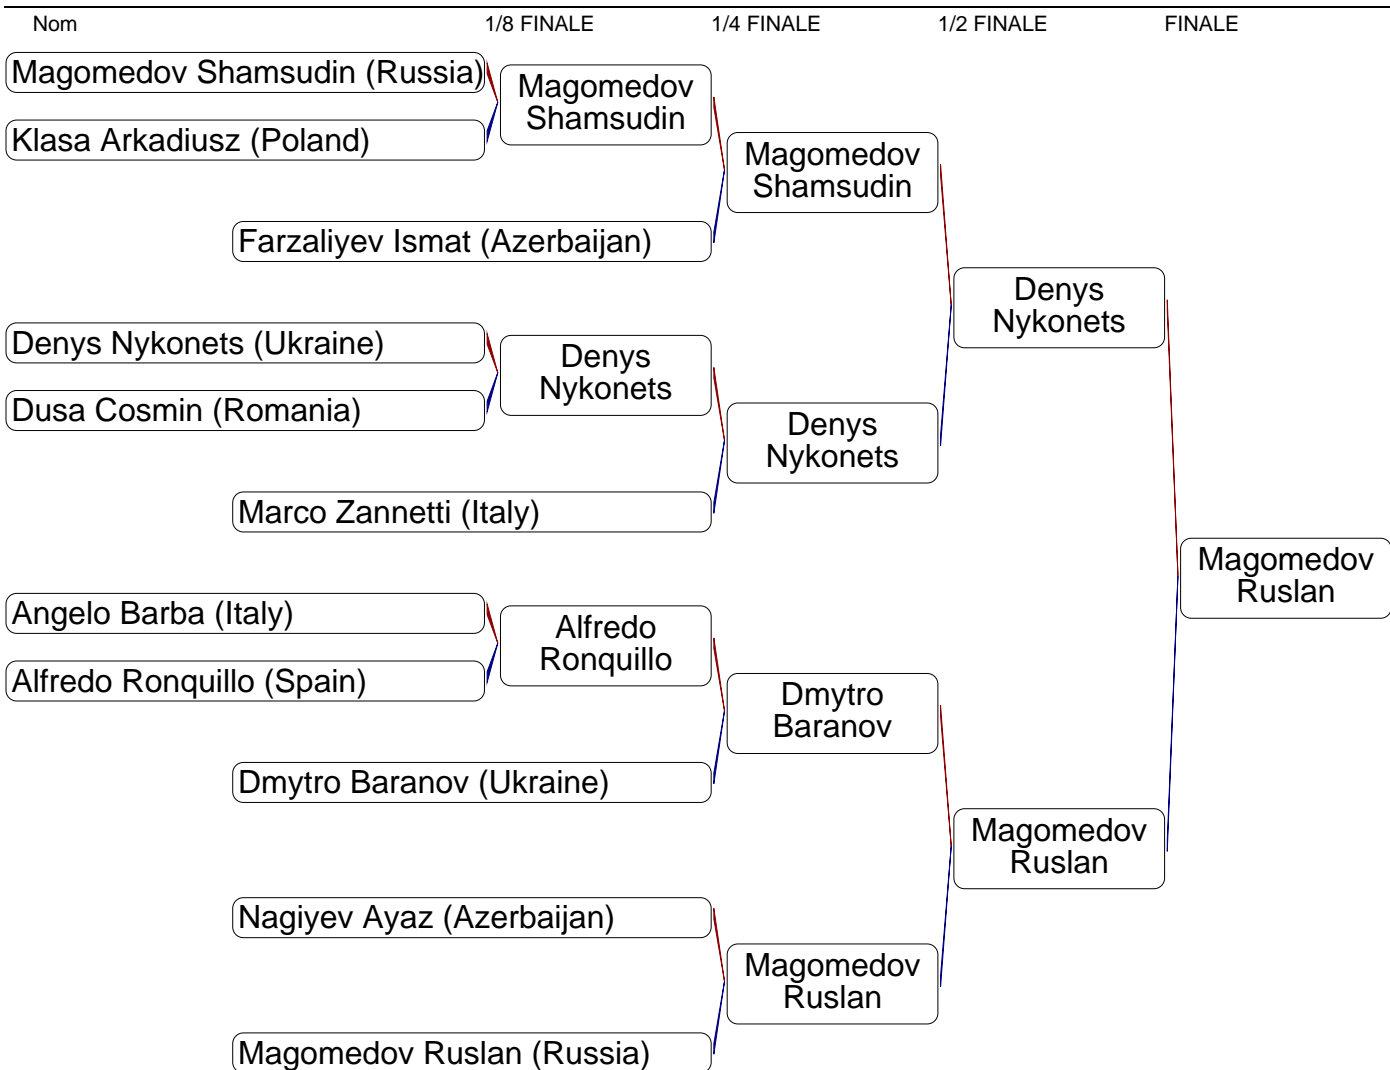 Nom 1/8 FINALE 1/4 FINALE 1/2 FINALE FINALE
Magomedov Shamsudin (Russia)
Klasa Arkadiusz (Poland)
Magomedov
Shamsudin
Magomedov
Shamsudin
Farzaliyev Ismat (Azerbaijan)
Denys
Nykonets
Denys Nykonets (Ukraine)
Dusa Cosmin (Romania)
Denys
Nykonets
Denys
Nykonets
Marco Zannetti (Italy)
Magomedov
Ruslan
Angelo Barba (Italy)
Alfredo Ronquillo (Spain)
Alfredo
Ronquillo
Dmytro
Baranov
Dmytro Baranov (Ukraine)
Magomedov
Ruslan
Nagiyev Ayaz (Azerbaijan)
Magomedov
Ruslan
Magomedov Ruslan (Russia)